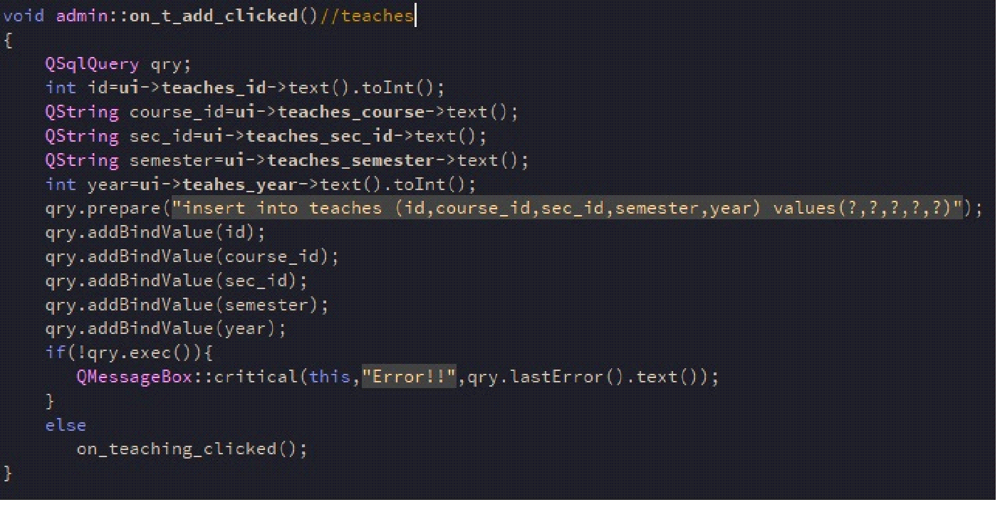 void admin::on_t_add_clicked()//teaches
{
    QSqlQuery qry;
    int id=ui->teaches_id->text().toInt();
    QString course_id=ui->teaches_course->text();
    QString sec_id=ui->teaches_sec_id->text();
    QString semester=ui->teaches_semester->text();
    int year=ui->teahes_year->text().toInt();
    qry.prepare("insert into teaches (id,course_id,sec_id,semester,year) values(?,?,?,?,?)");
    qry.addBindValue(id);
    qry.addBindValue(course_id);
    qry.addBindValue(sec_id);
    qry.addBindValue(semester);
    qry.addBindValue(year);
    if(!qry.exec()){
       QMessageBox::critical(this,"Error!!",qry.lastError().text());
    }
    else
       on_teaching_clicked();
}